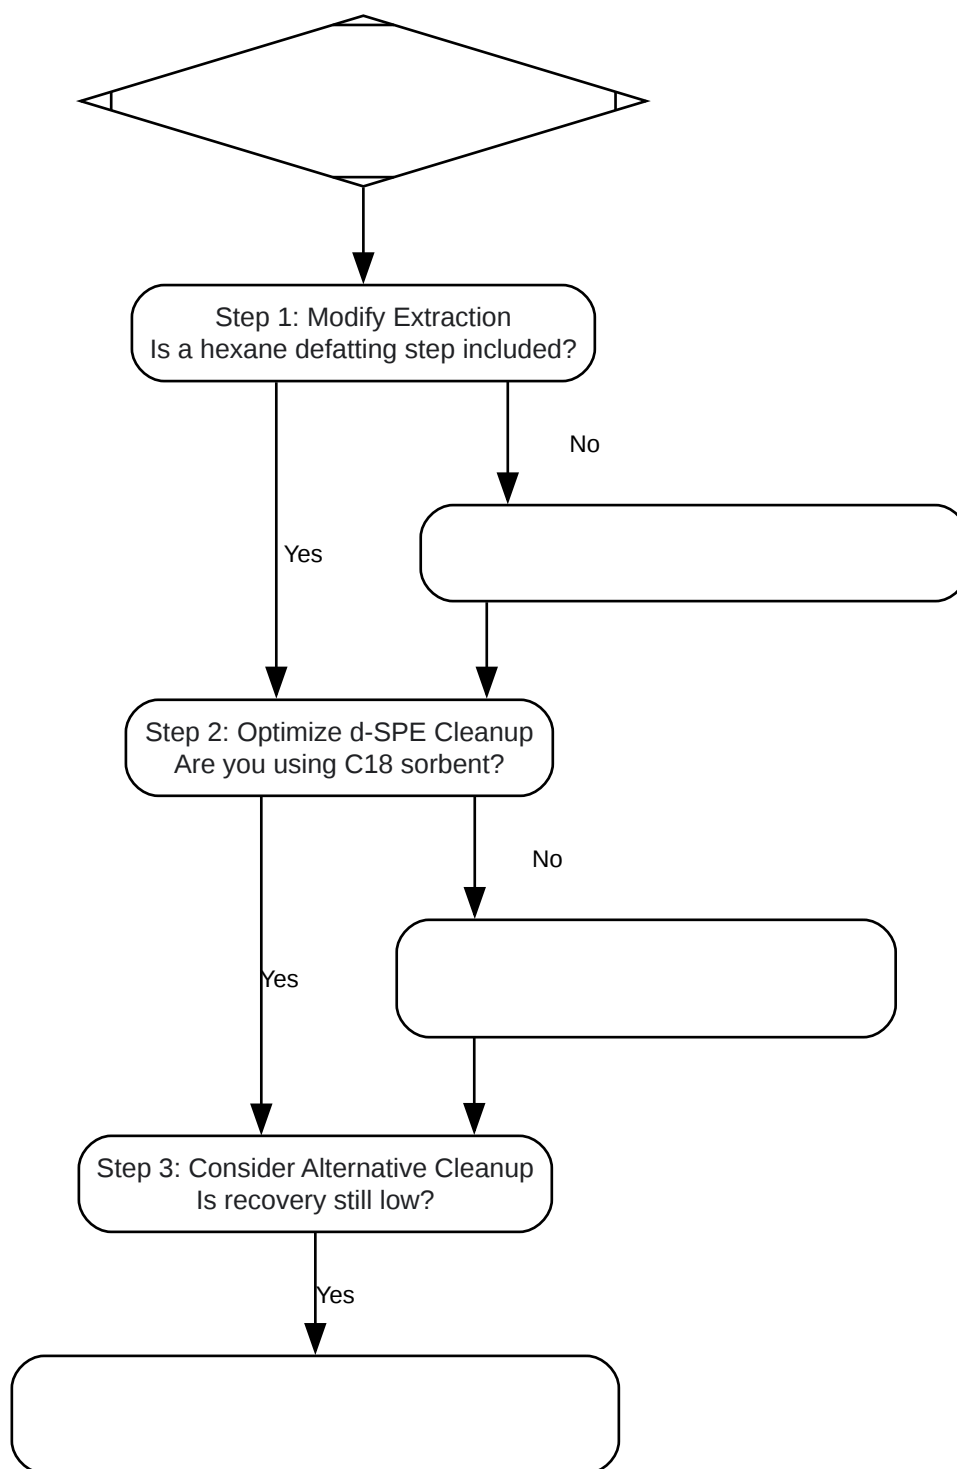 Step 1: Modify Extraction
Is a hexane defatting step included?
No
Yes
Step 2: Optimize d-SPE Cleanup
Are you using C18 sorbent?
No
Yes
Step 3: Consider Alternative Cleanup
Is recovery still low?
Yes